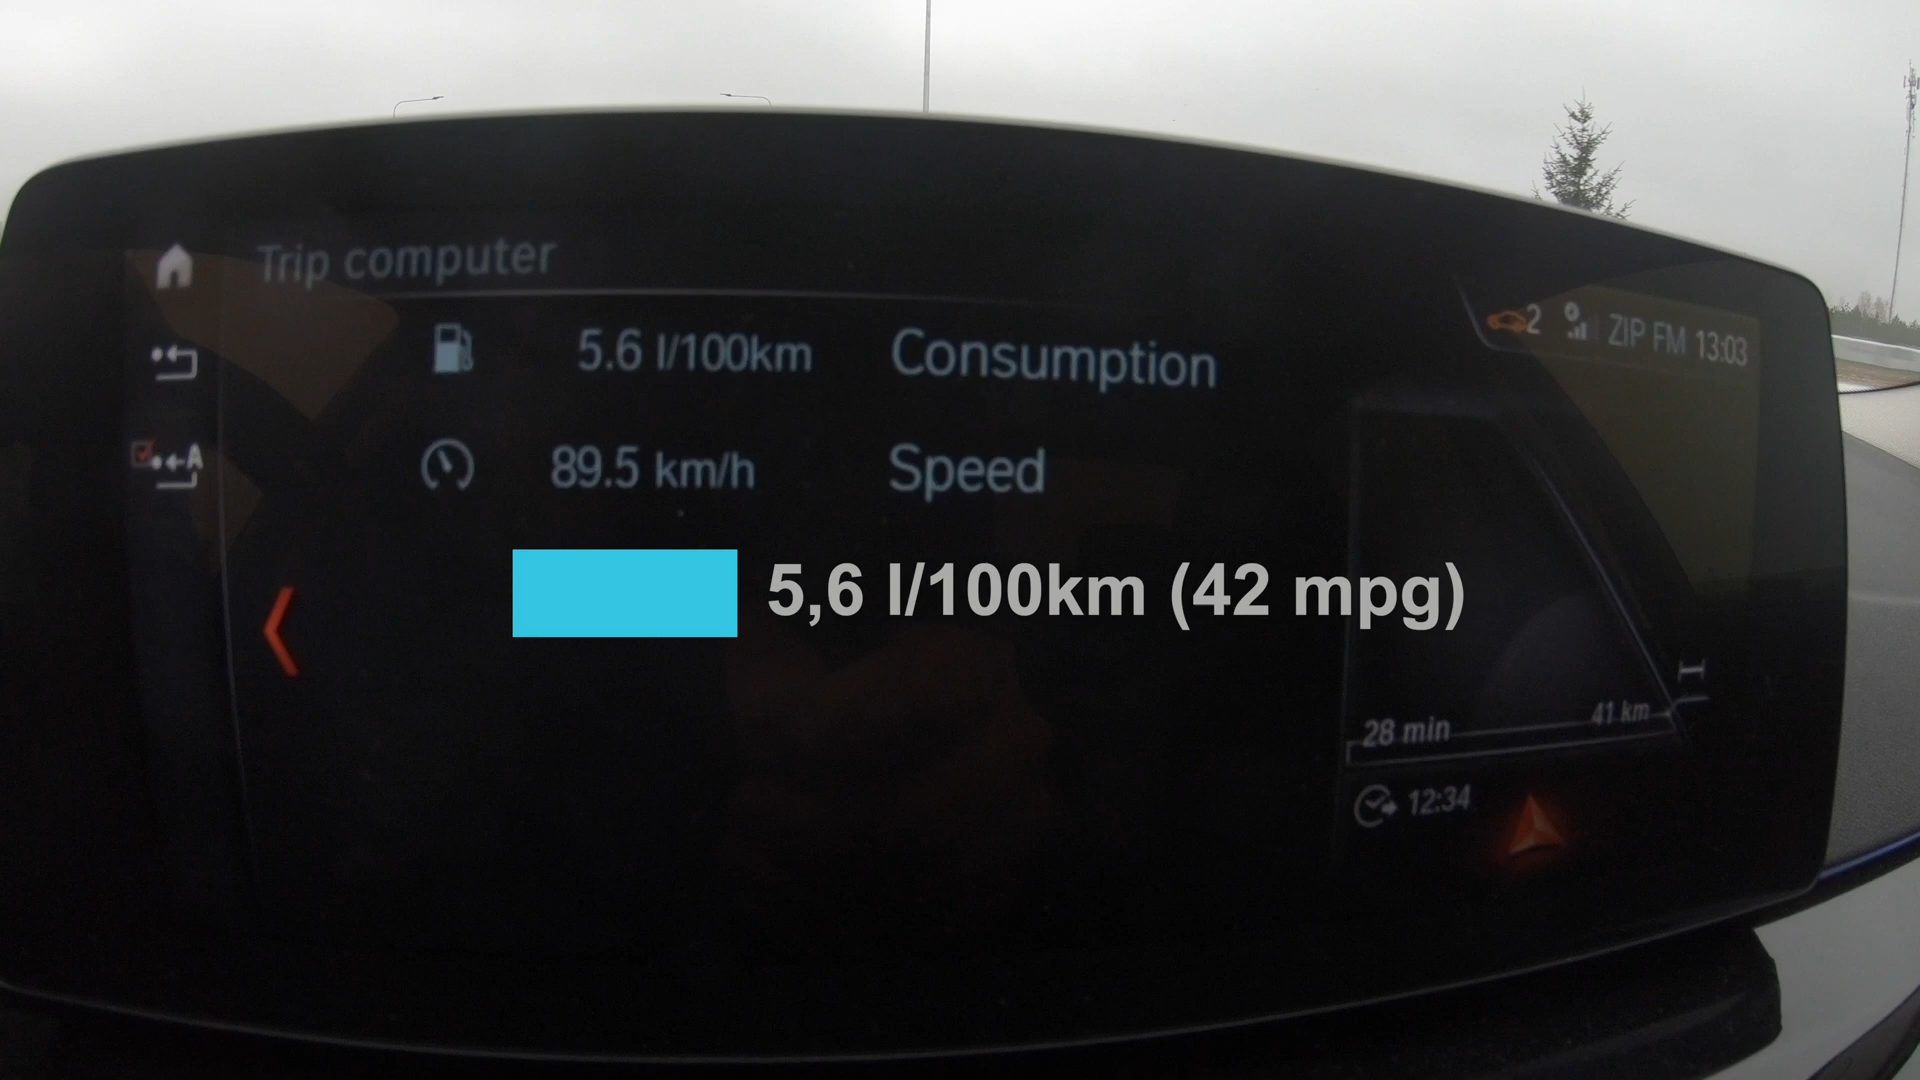 Trip computer
2 ZIP FM 13:03
5.6 l/100km Consumption
89.5 km/h Speed
A
5,6 l/100km (42 mpg)
28 min 41 km
12:34